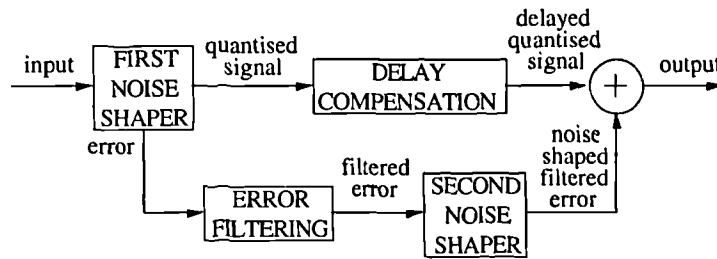 input
FIRST
NOISE
SHAPER
quantised
signal
DELAY
COMPENSATION
delayed
quantised
signal
+
output
error
ERROR
FILTERING
filtered
error
SECOND
NOISE
SHAPER
noise
shaped
filtered
error